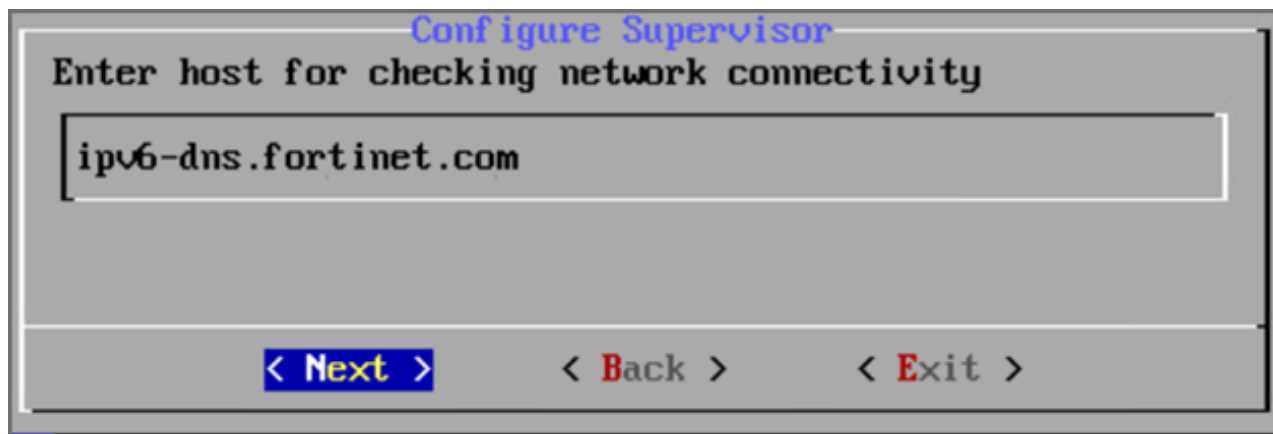 Configure Supervisor
Enter host for checking network connectivity
ipv6-dns.fortinet.com
< Next > < Back > < Exit >